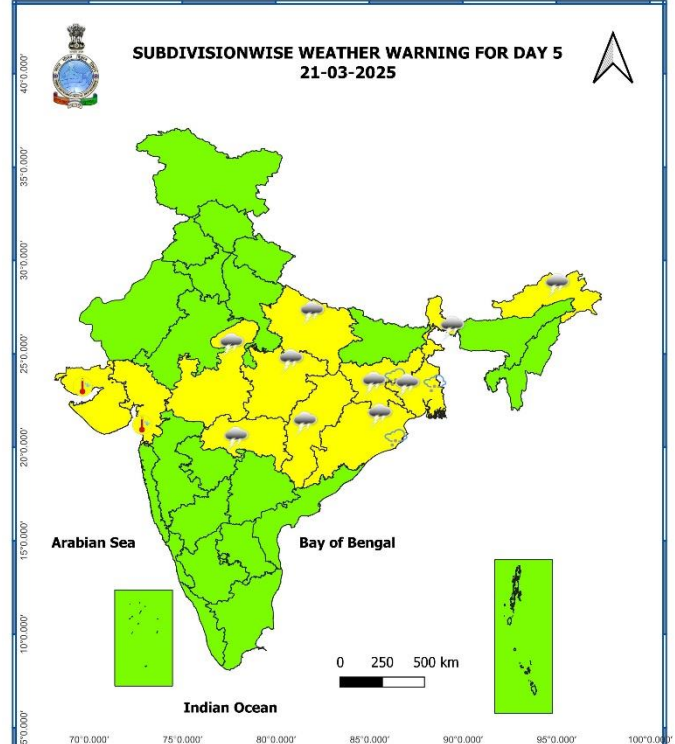 SUBDIVISIONWISE WEATHER WARNING FOR DAY 5
21-03-2025
40°0.000'
35°0.000'
30°0.000'
25°0.000'
20°0.000'
15°0.000'
10°0.000'
5°0.000'
Arabian Sea
Bay of Bengal
0 250 500 km
Indian Ocean
70°0.000' 75°0.000' 80°0.000' 85°0.000' 90°0.000' 95°0.000' 100°0.000'